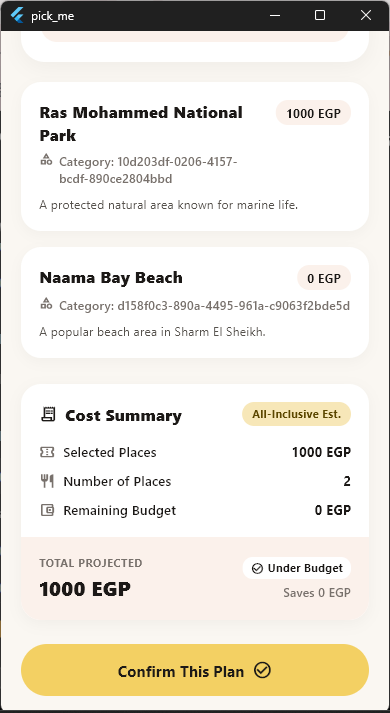 pick_me
Ras Mohammed National
Park
1000 EGP
Category: 10d203df-0206-4157-
bcdf-890ce2804bbd
A protected natural area known for marine life.
Naama Bay Beach
0 EGP
Category: d158f0c3-890a-4495-961a-c9063f2bde5d
A popular beach area in Sharm El Sheikh.
Cost Summary
All-Inclusive Est.
Selected Places 1000 EGP
Number of Places 2
Remaining Budget 0 EGP
TOTAL PROJECTED
1000 EGP
Under Budget
Saves 0 EGP
Confirm This Plan